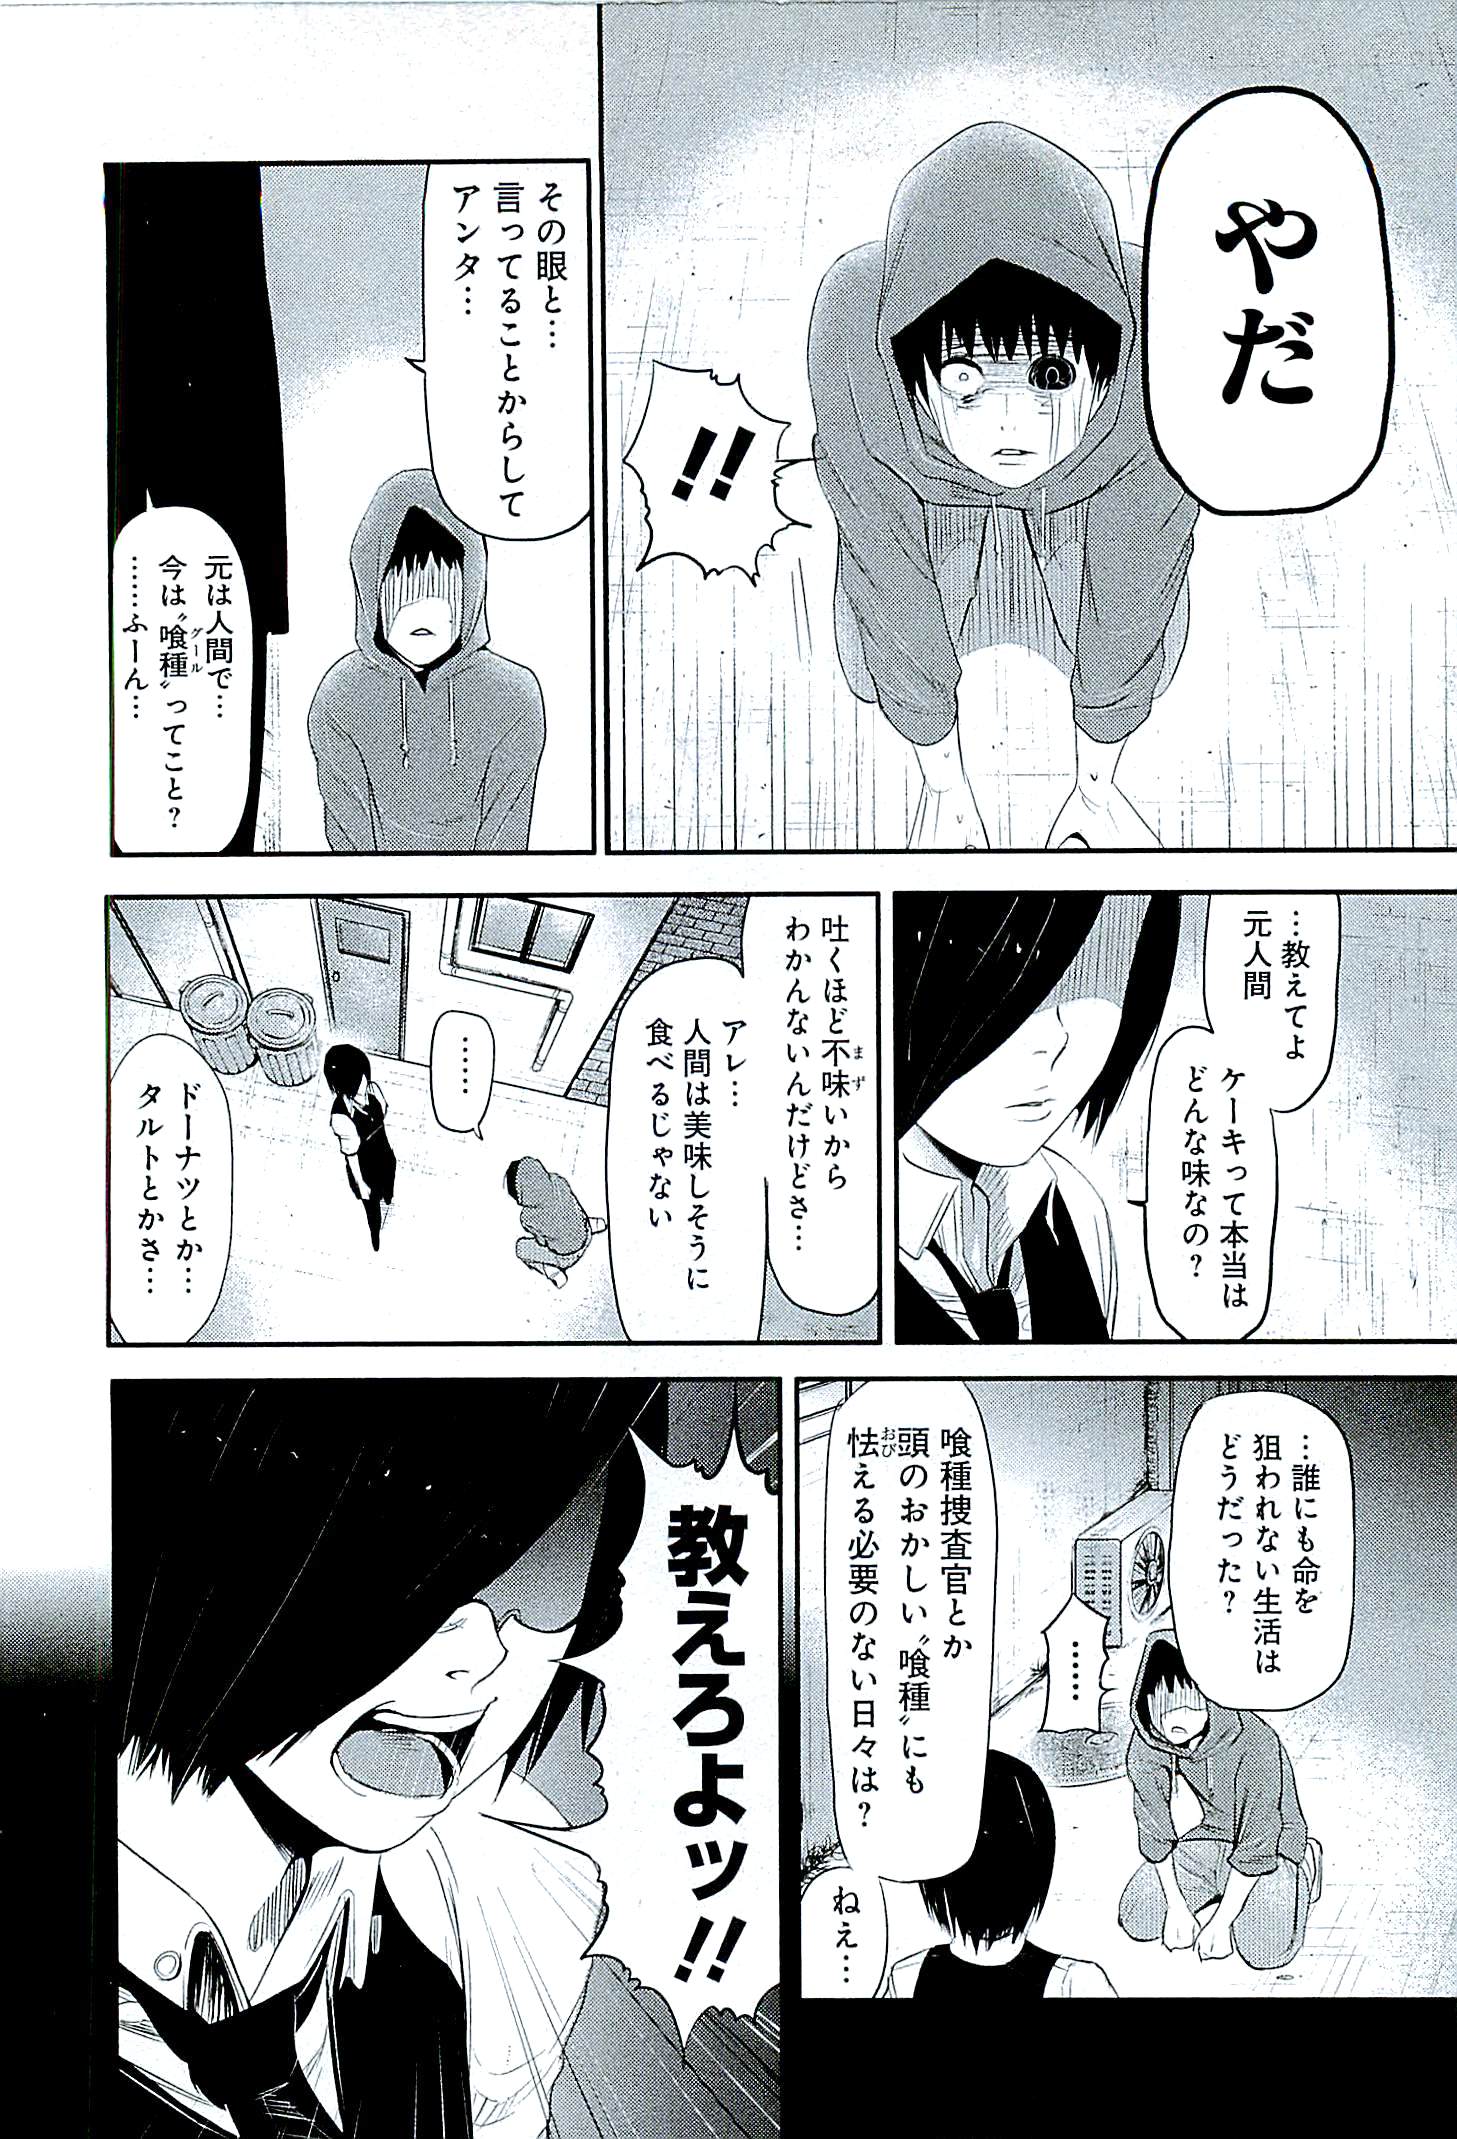 やだ
!!
その眼と…
言ってることからして
アンタ…
元は人間で…
今は〝喰種〟ってこと?
グール
……ふーん…
…教えてよ
元人間
ケーキって本当は
どんな味なの?
吐くほど不味いから
まず
わかんないんだけどさ…
アレ…
人間は美味しそうに
食べるじゃない
……
ドーナツとか…
タルトとかさ…
…誰にも命を
狙われない生活は
どうだった?
……
喰種捜査官とか
頭のおかしい〝喰種〟にも
怯える必要のない日々は?
おび
ねえ…
教えろよッ!!